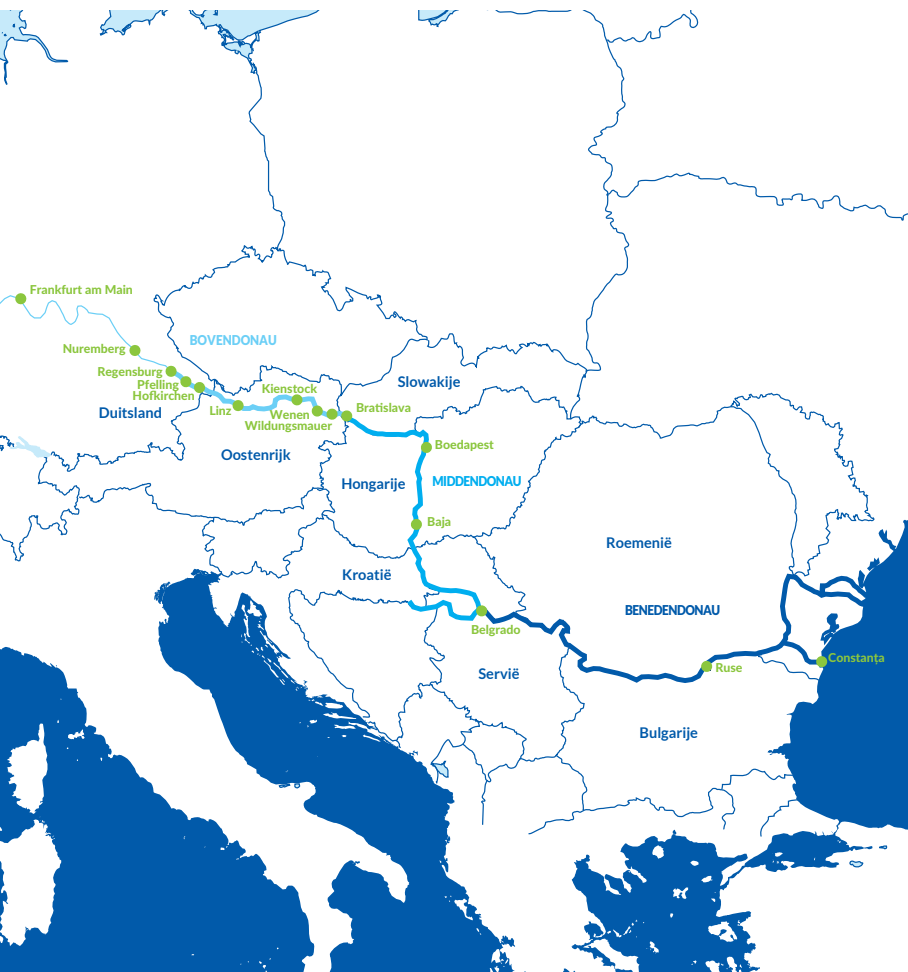 Frankfurt am Main
BOVENDONAU
Nuremberg
Regensburg
Pfelling
Hofkirchen
Duitsland
Linz
Kienstock
Wenen
Wildungsmauer
Slowakije
Bratislava
Oostenrijk
Boedapest
Hongarije
MIDDENDONAU
Baja
Roemenië
Kroatië
BENEDENDONAU
Belgrado
Servië
Ruse
Constanța
Bulgarije